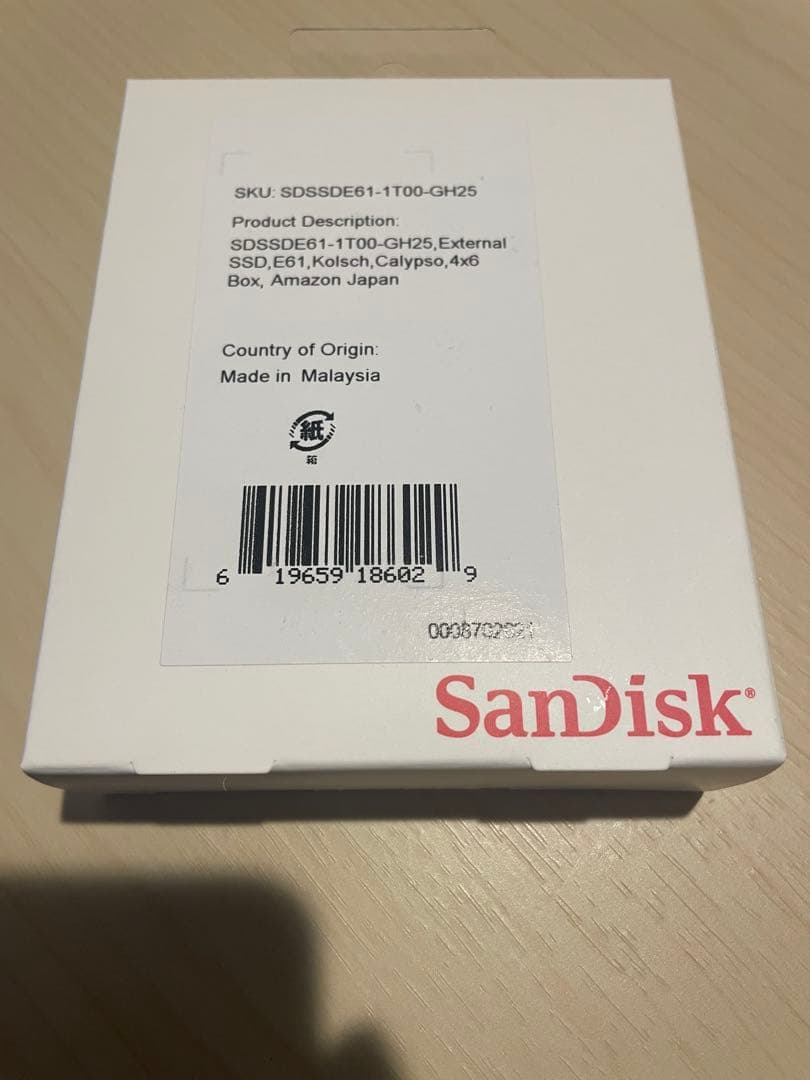 SKU: SDSSDE61-1T00-GH25
Product Description:
SDSSDE61-1T00-GH25,External
SSD,E61,Kolsch,Calypso,4x6
Box, Amazon Japan
Country of Origin:
Made in Malaysia
紙
箱
6 19659 18602 9
SanDisk®